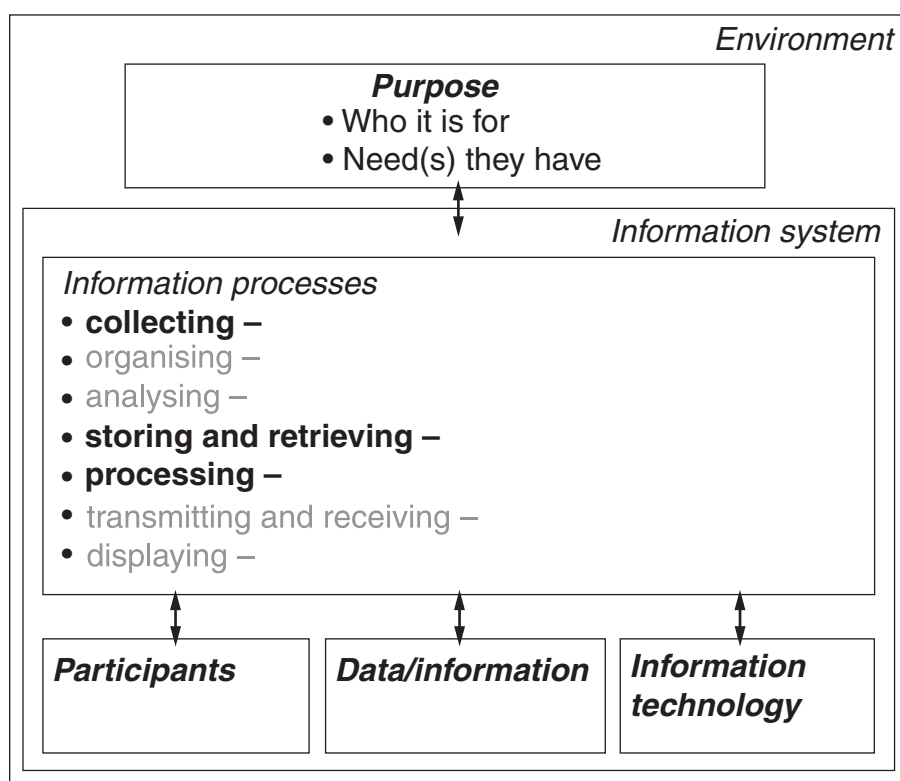 Environment
Purpose
• Who it is for
• Need(s) they have
Information system
Information processes
• collecting –
• organising –
• analysing –
• storing and retrieving –
• processing –
• transmitting and receiving –
• displaying –
Participants
Data/information
Information
technology